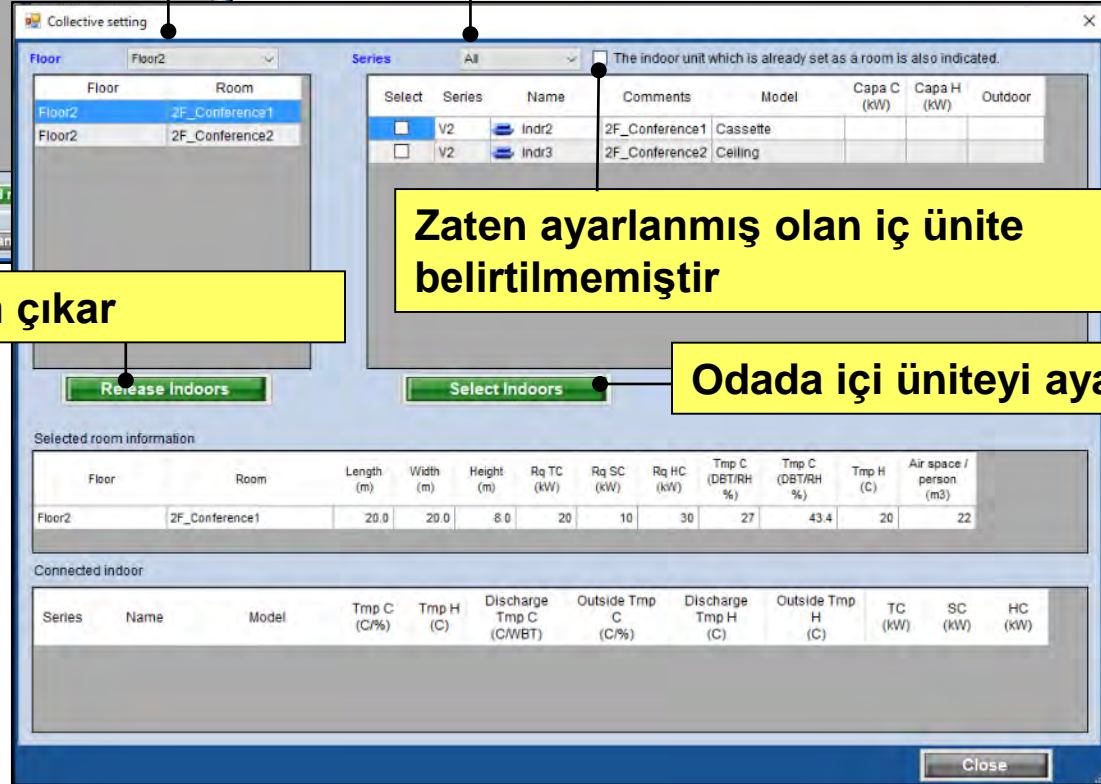 Collective setting
Floor Floor2 Series All The indoor unit which is already set as a room is also indicated.
Floor Room
Floor2 2F_Conference1
Floor2 2F_Conference2
Select Series Name Comments Model Capa C (kW) Capa H (kW) Outdoor
V2 Indr2 2F_Conference1 Cassette
V2 Indr3 2F_Conference2 Ceiling
Zaten ayarlanmış olan iç ünite
belirtilmemiştir
çıkar
Release Indoors
Select Indoors
Odada içi üniteyi
Selected room information
Floor Room Length (m) Width (m) Height (m) Rq TC (kW) Rq SC (kW) Rq HC (kW) Tmp C (DBT/RH %) Tmp C (DBT/RH %) Tmp H (C) Air space / person (m3)
Floor2 2F_Conference1 20.0 20.0 8.0 20 10 30 27 43.4 20 22
Connected indoor
Series Name Model Tmp C (C/%) Tmp H (C) Discharge Tmp C (C/WBT) Outside Tmp C (C/%) Discharge Tmp H (C) Outside Tmp H (C) TC (kW) SC (kW) HC (kW)
Close